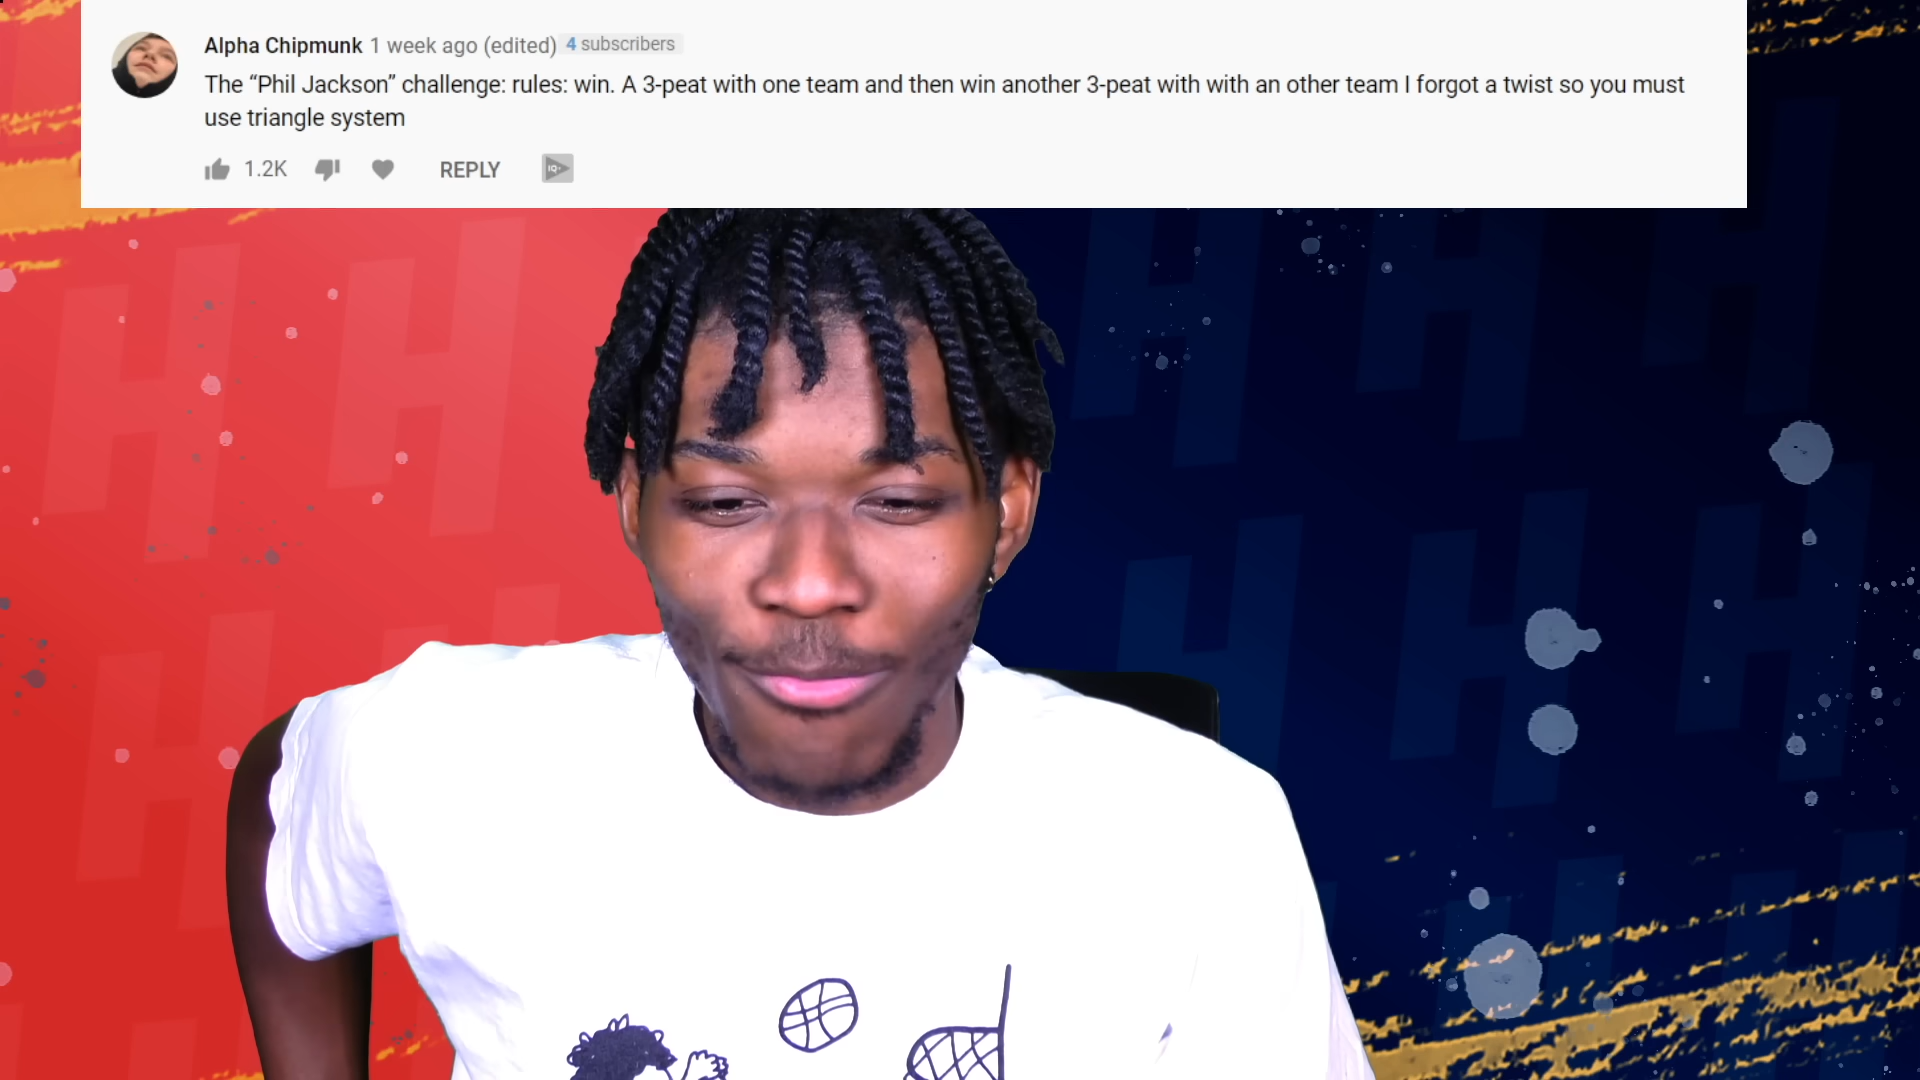 Alpha Chipmunk 1 week ago (edited) 4 subscribers
The “Phil Jackson” challenge: rules: win. A 3-peat with one team and then win another 3-peat with with an other team I forgot a twist so you must
use triangle system
1.2K REPLY IQ+